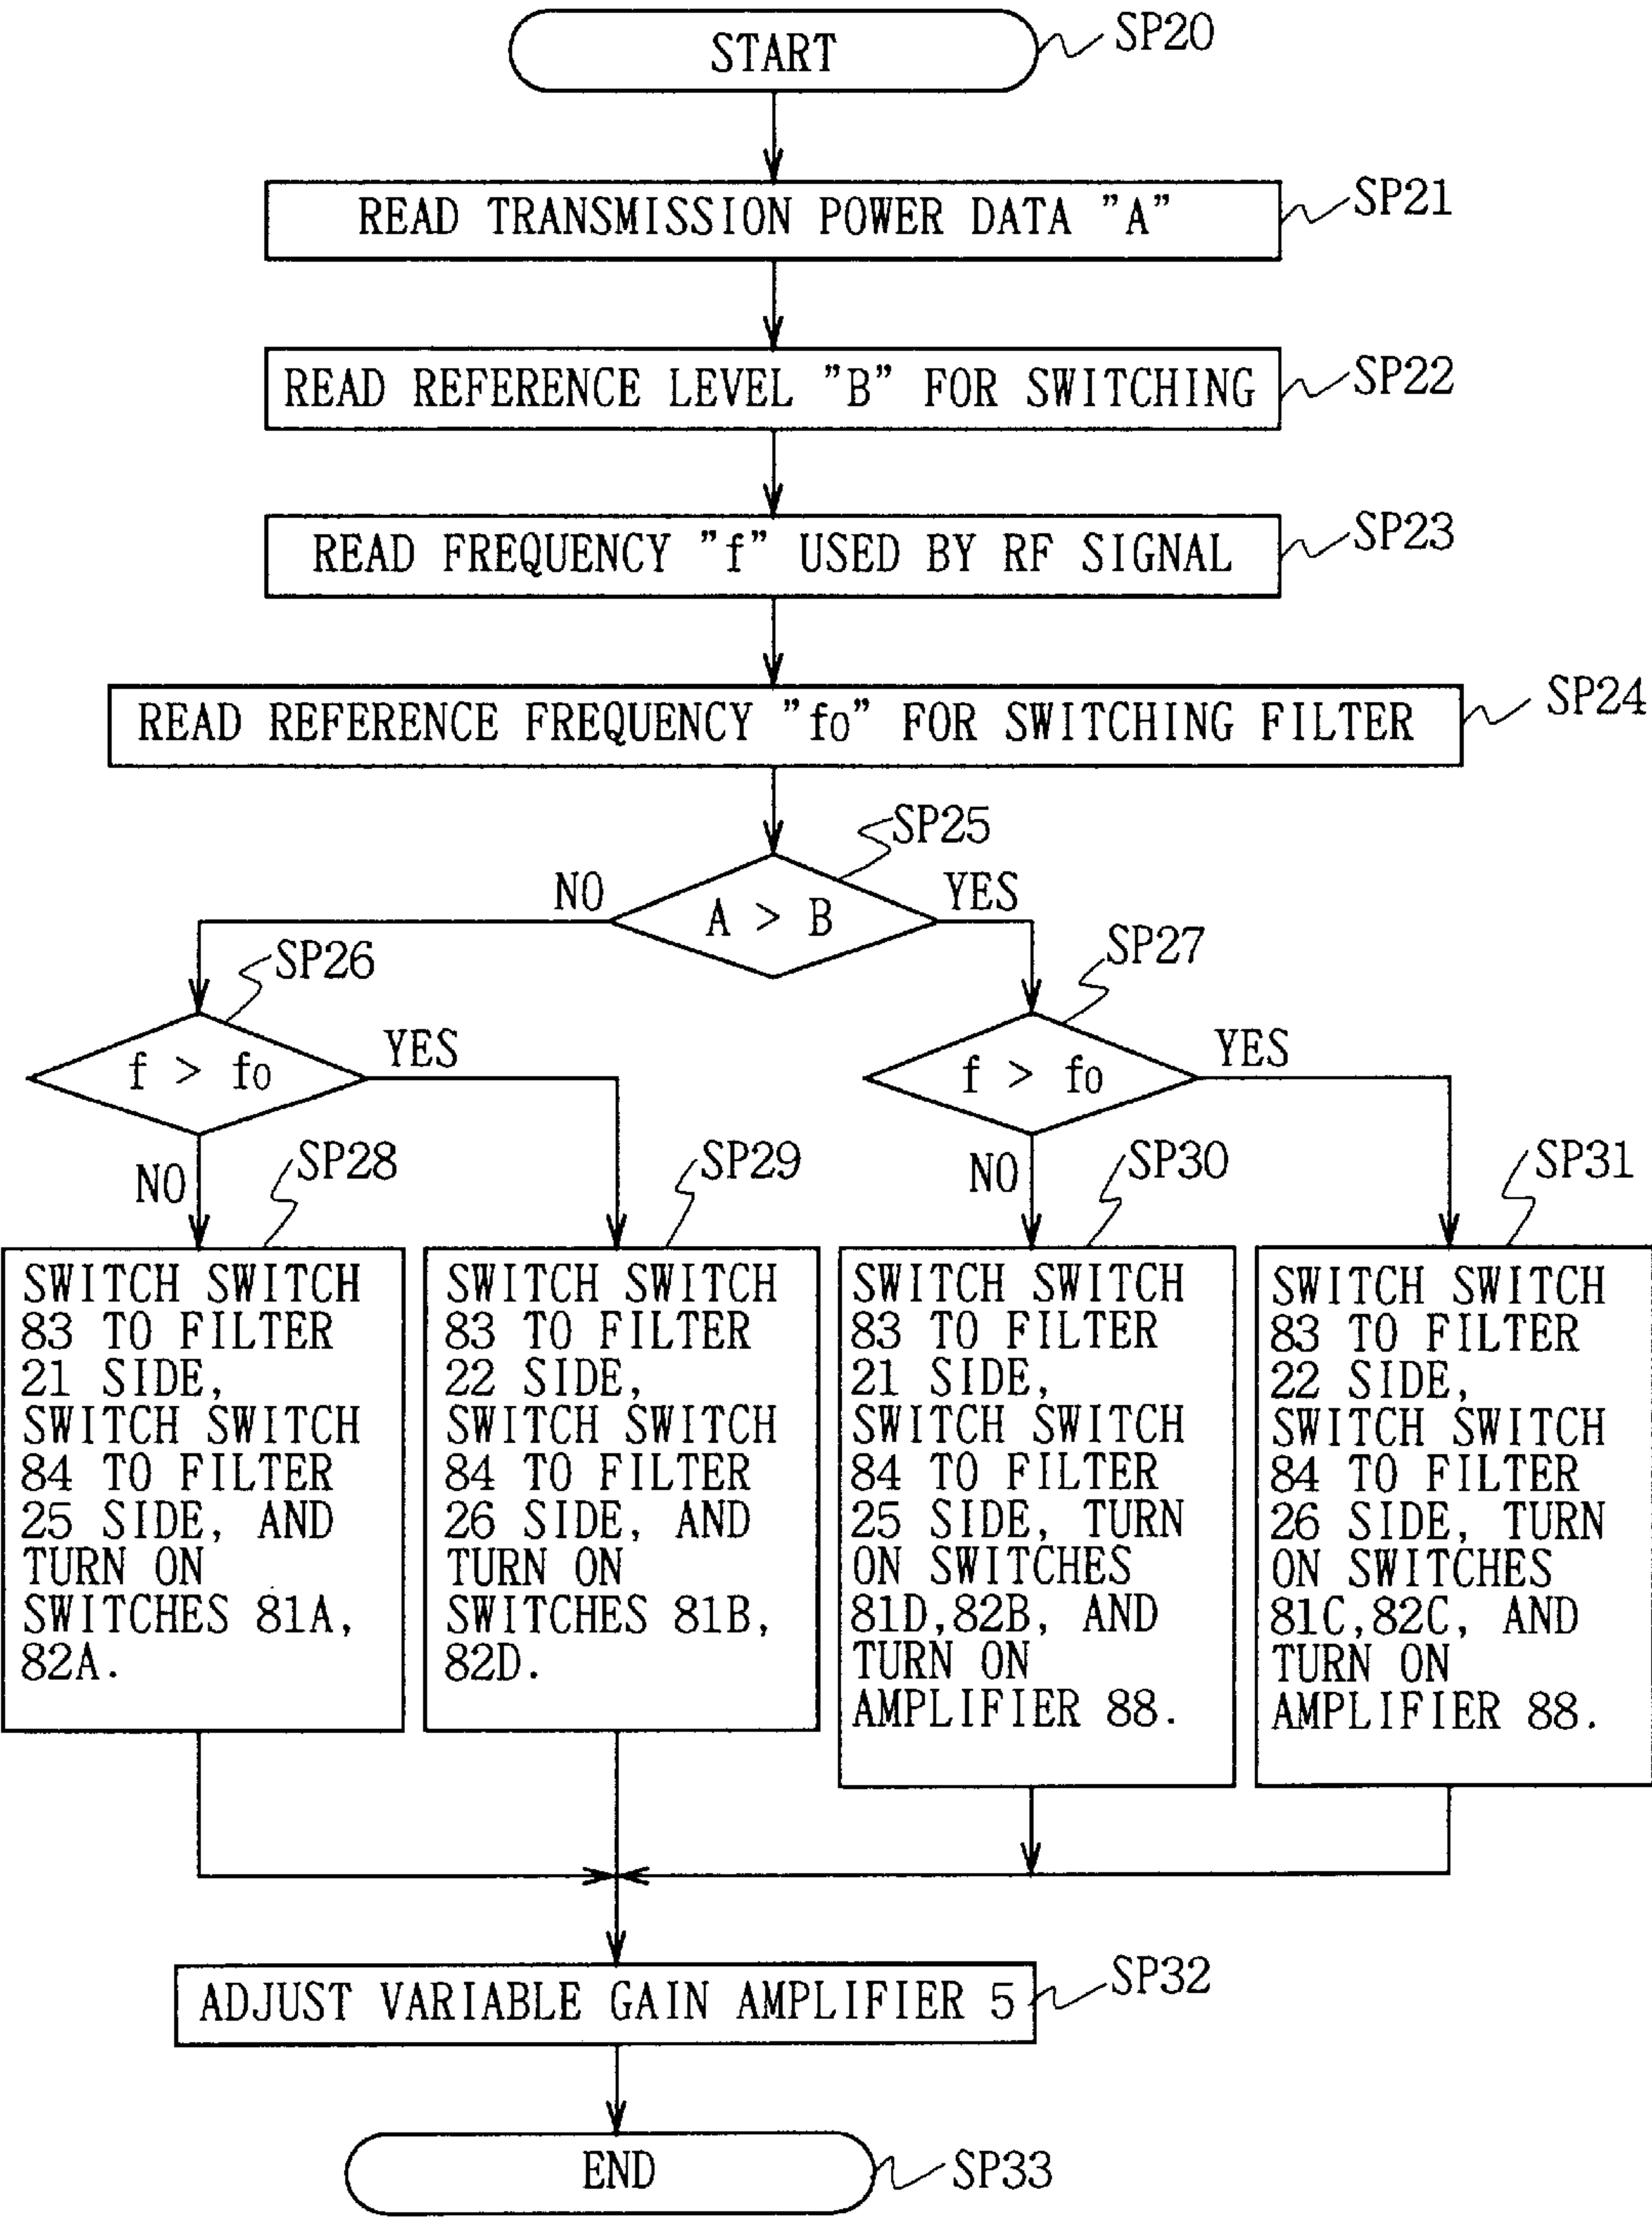 START
SP20
READ TRANSMISSION POWER DATA "A"
SP21
READ REFERENCE LEVEL "B" FOR SWITCHING
SP22
READ FREQUENCY "f" USED BY RF SIGNAL
SP23
READ REFERENCE FREQUENCY "fo" FOR SWITCHING FILTER
SP24
SP25
NO
A > B
YES
SP26
f > fo
YES
NO
SP27
f > fo
YES
NO
SP28
SWITCH SWITCH
83 TO FILTER
21 SIDE,
SWITCH SWITCH
84 TO FILTER
25 SIDE, AND
TURN ON
SWITCHES 81A,
82A.
SP29
SWITCH SWITCH
83 TO FILTER
22 SIDE,
SWITCH SWITCH
84 TO FILTER
26 SIDE, AND
TURN ON
SWITCHES 81B,
82D.
SP30
SWITCH SWITCH
83 TO FILTER
21 SIDE,
SWITCH SWITCH
84 TO FILTER
25 SIDE, TURN
ON SWITCHES
81D,82B, AND
TURN ON
AMPLIFIER 88.
SP31
SWITCH SWITCH
83 TO FILTER
22 SIDE,
SWITCH SWITCH
84 TO FILTER
26 SIDE, TURN
ON SWITCHES
81C,82C, AND
TURN ON
AMPLIFIER 88.
ADJUST VARIABLE GAIN AMPLIFIER 5
SP32
END
SP33